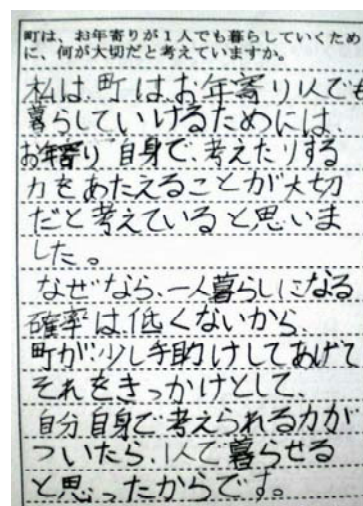 町は、お年寄りが1人でも暮らしていくため
に、何が大切だと考えていますか。
私は、町は、お年寄り1人でも
暮らしていけるためには、
お年寄り自身で、考えたりする
力をあたえることが大切
だと考えていると思いま
した。
なぜなら、一人暮らしになる
確率は低くないから、
町が少し手助けしてあげて
それをきっかけとして、
自分自身で考えられる力が
ついたら、1人で暮らせる
と思ったからです。